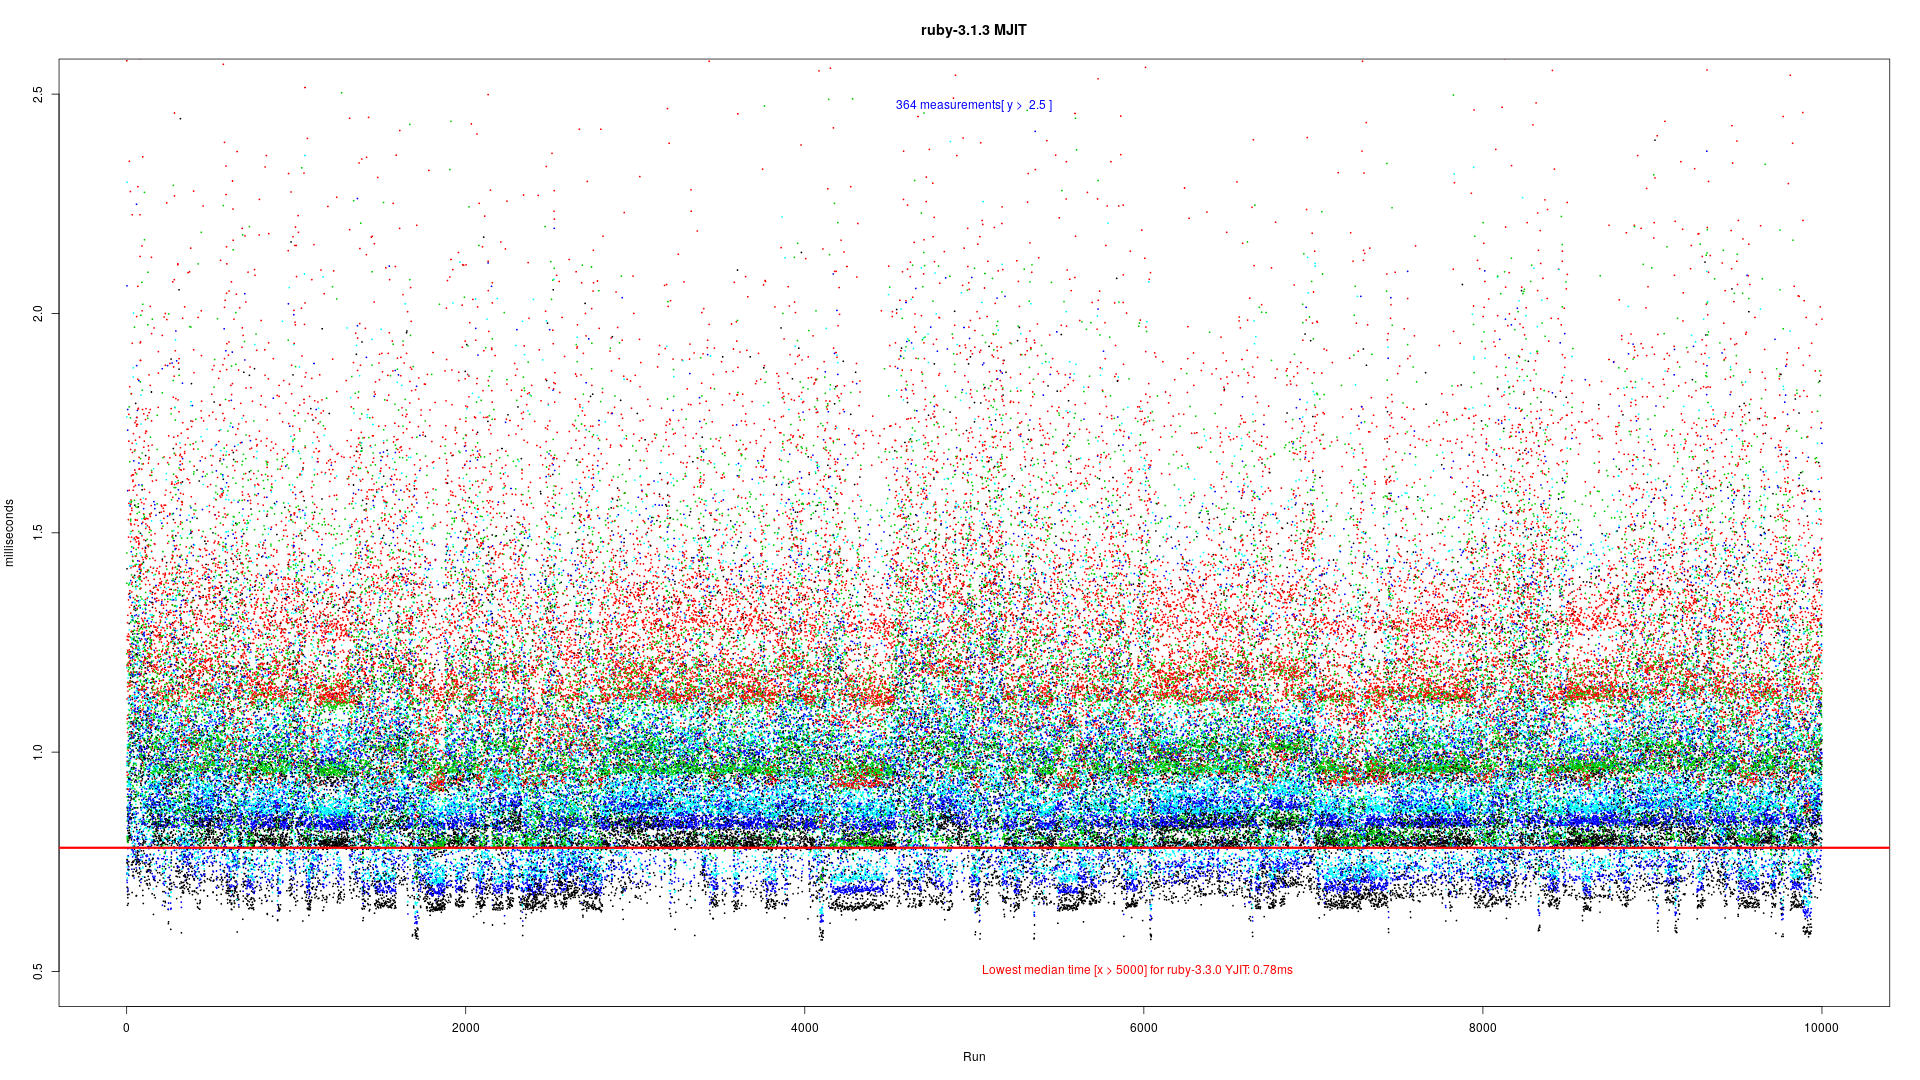 ruby-3.1.3 MJIT
364 measurements[ y > 2.5 ]
2.5
2.0
1.5
1.0
0.5
milliseconds
Lowest median time [x > 5000] for ruby-3.3.0 YJIT: 0.78ms
0 2000 4000 6000 8000 10000
Run